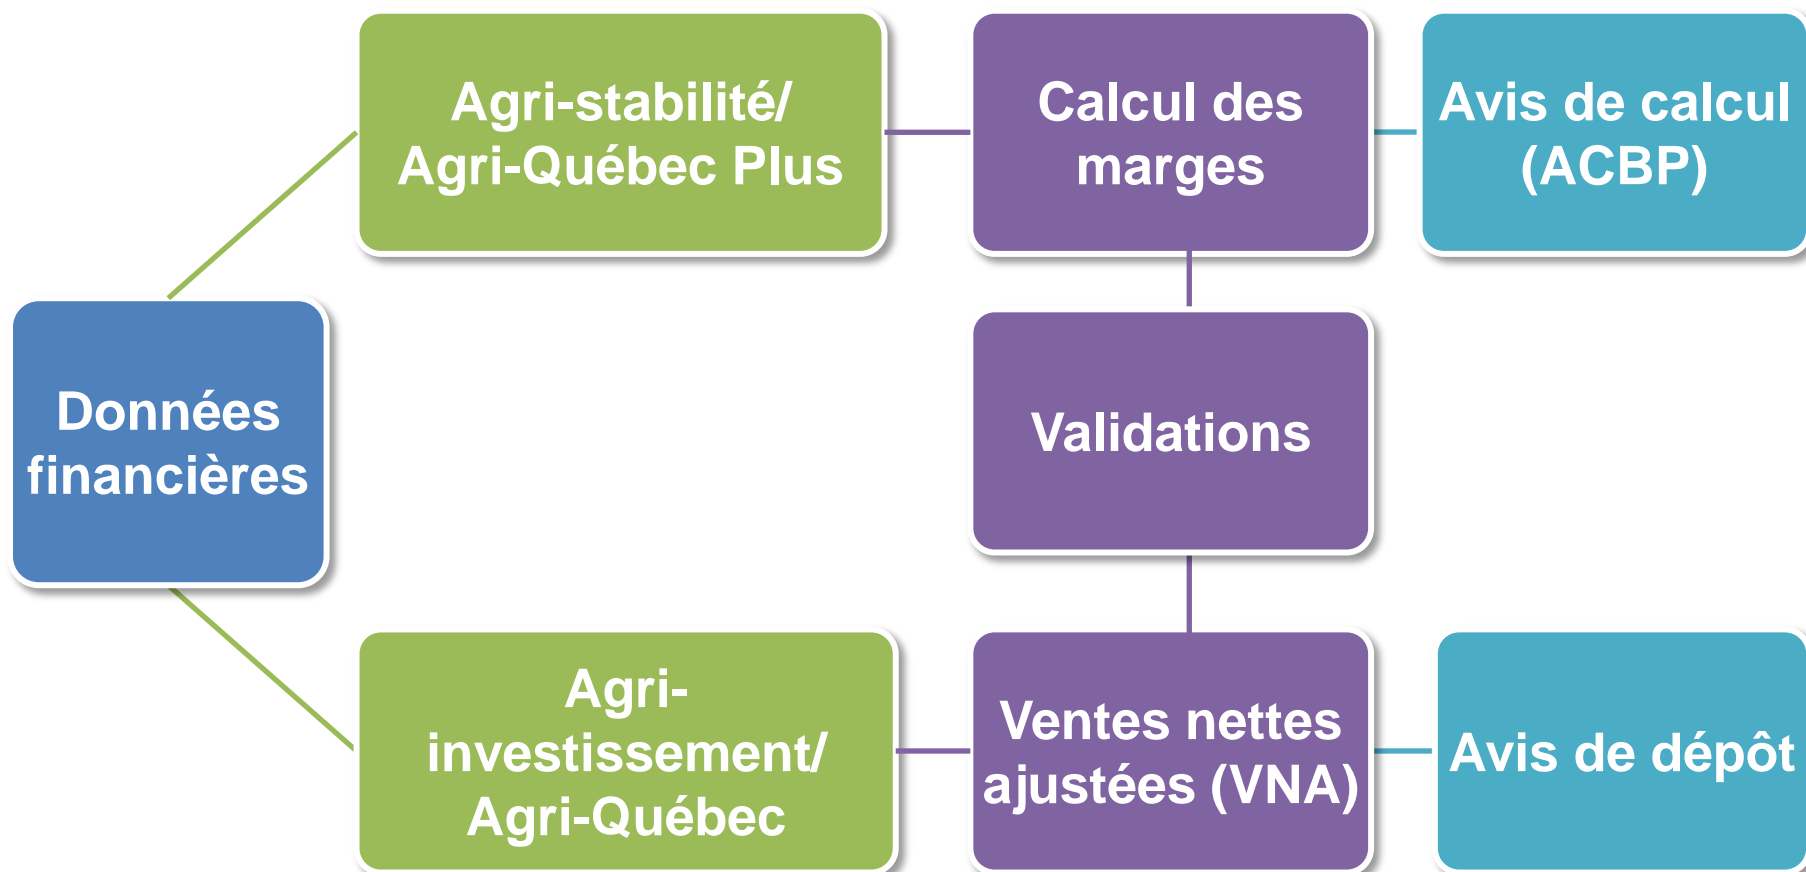 Agri-stabilité/
Agri-Québec Plus
Calcul des
marges
Avis de calcul
(ACBP)
Données
financières
Validations
Agri-
investissement/
Agri-Québec
Ventes nettes
ajustées (VNA)
Avis de dépôt